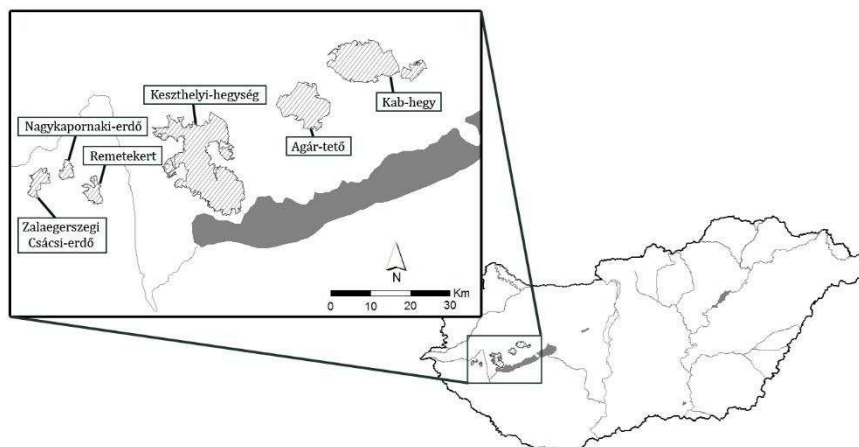 Keszthelyi-hegység
Kab-hegy
Nagykapornaki-erdő
Agár-tető
Remetekert
Zalaegerszegi
Csácsi-erdő
N
Km
0 10 20 30